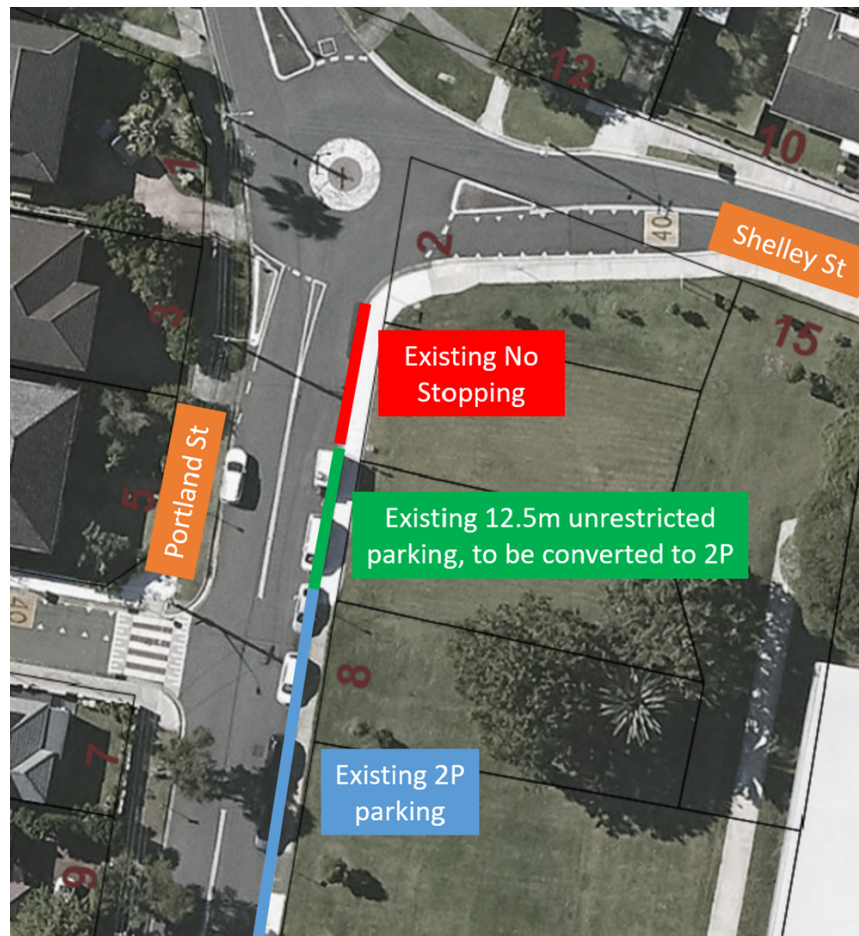 12
10
1
2
40
Shelley St
3
15
Existing No
Stopping
5
Portland St
Existing 12.5m unrestricted
parking, to be converted to 2P
40
8
7
Existing 2P
parking
9